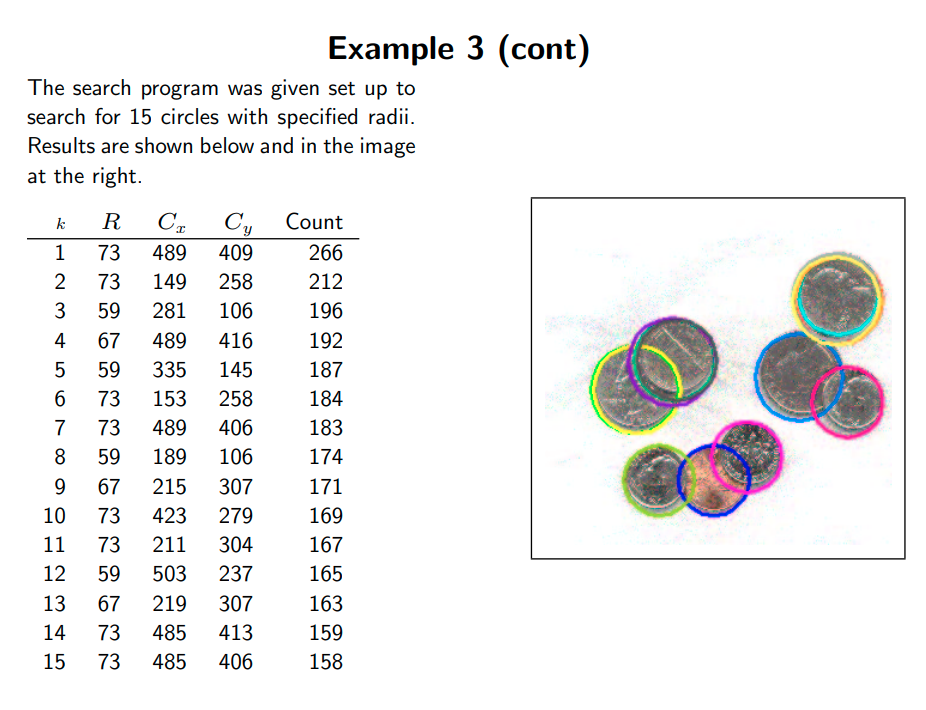 Example 3 (cont)
The search program was given set up to
search for 15 circles with specified radii.
Results are shown below and in the image
at the right.
k R Cx Cy Count
1 73 489 409 266
2 73 149 258 212
3 59 281 106 196
4 67 489 416 192
5 59 335 145 187
6 73 153 258 184
7 73 489 406 183
8 59 189 106 174
9 67 215 307 171
10 73 423 279 169
11 73 211 304 167
12 59 503 237 165
13 67 219 307 163
14 73 485 413 159
15 73 485 406 158